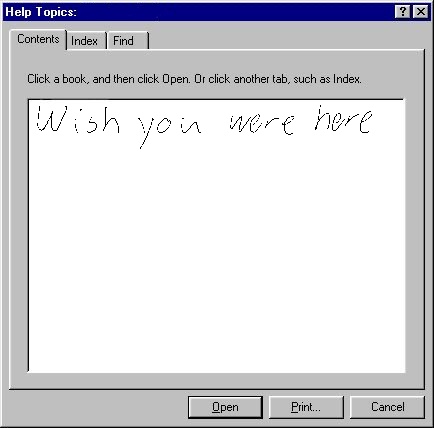 Help Topics:
Contents Index Find
Click a book, and then click Open. Or click another tab, such as Index.
Wish you were here
Open Print... Cancel